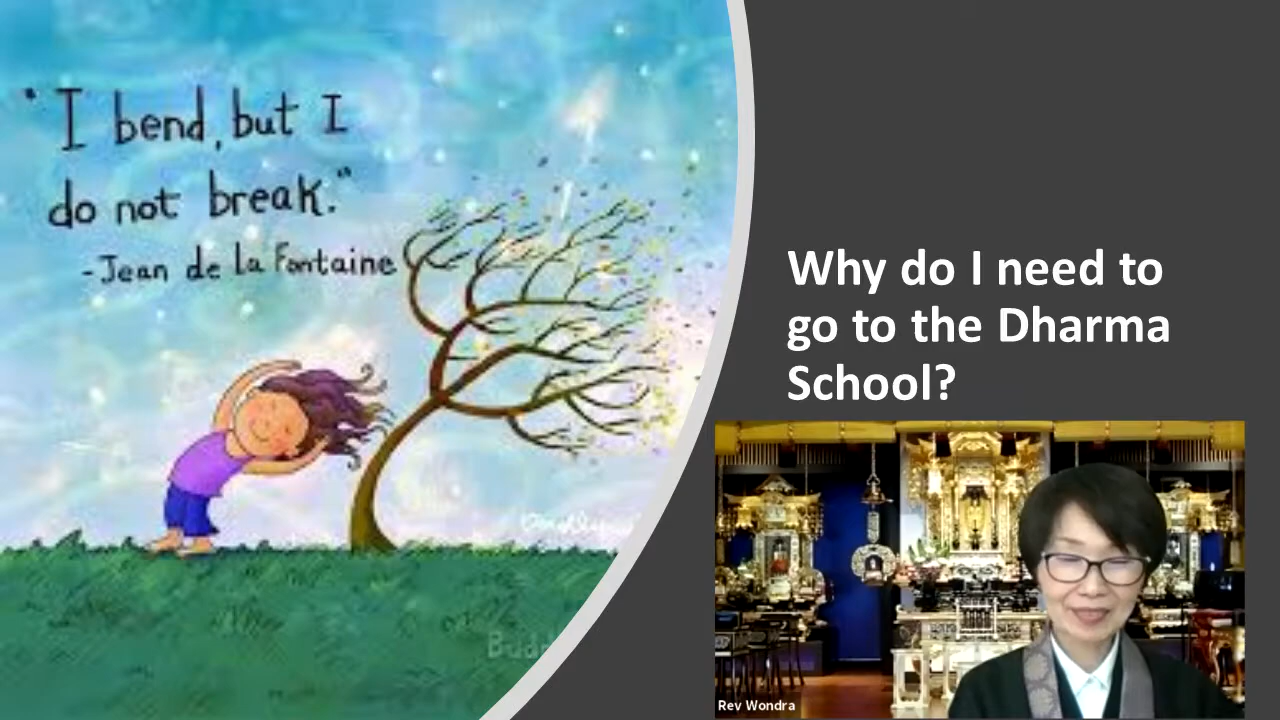 "I bend, but I
do not break."
-Jean de la Fontaine
Why do I need to
go to the Dharma
School?
Rev Wondra